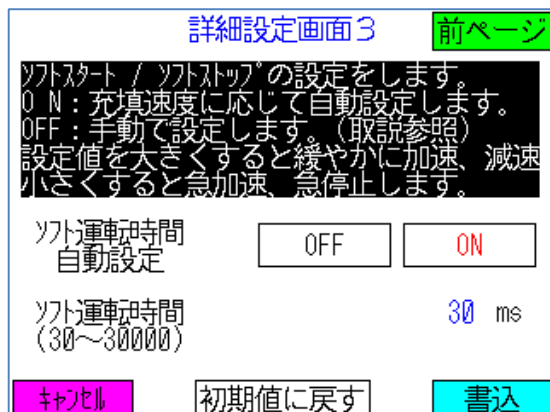 詳細設定画面３
前ページ
ｿﾌﾄｽﾀｰﾄ / ｿﾌﾄｽﾄｯﾌﾟの設定をします。
O N：充填速度に応じて自動設定します。
OFF：手動で設定します。（取説参照）
設定値を大きくすると緩やかに加速、減速
小さくすると急加速、急停止します。
ｿﾌﾄ運転時間
自動設定
OFF
ON
ｿﾌﾄ運転時間
(30～30000)
30 ms
ｷｬﾝｾﾙ
初期値に戻す
書込